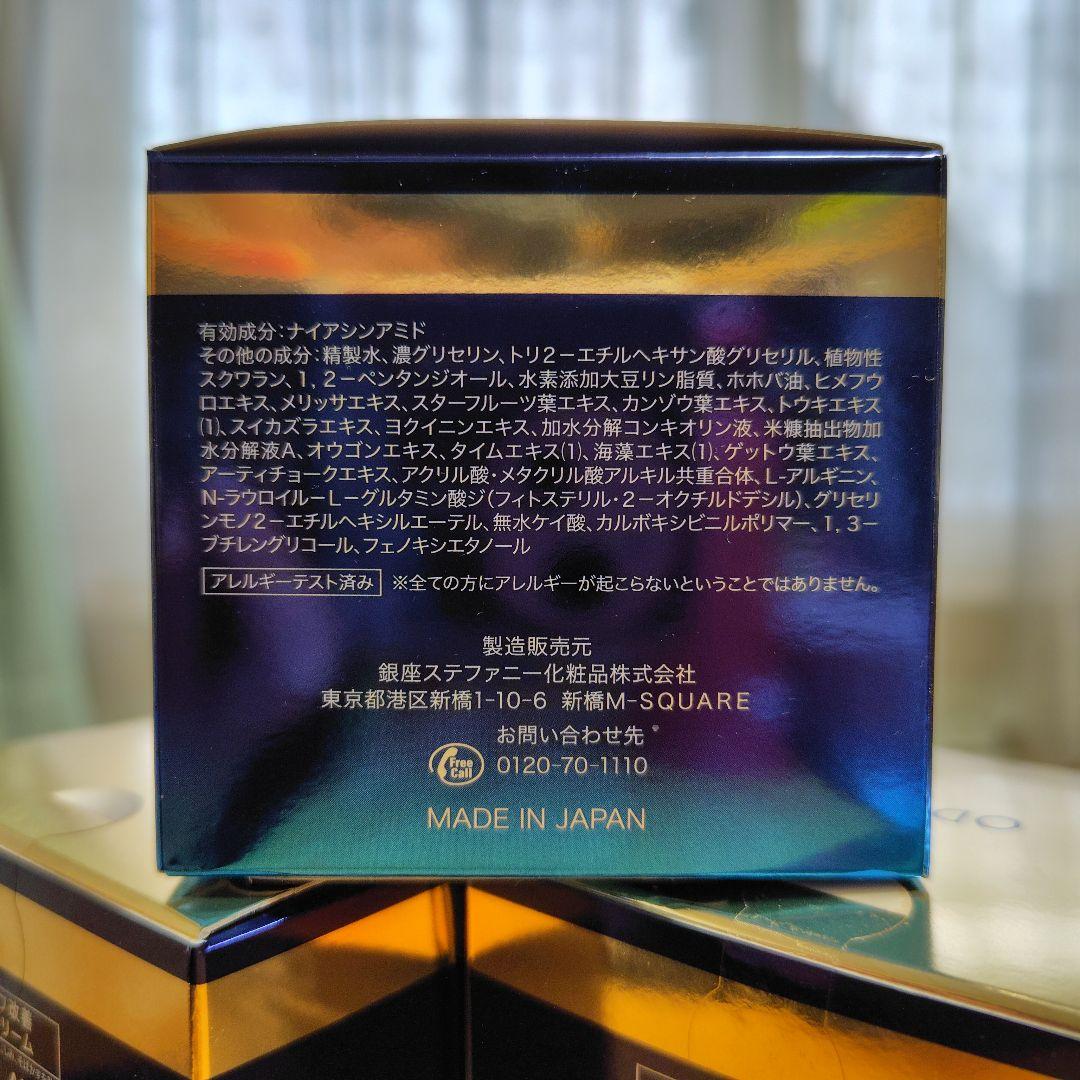 有効成分:ナイアシンアミド
その他の成分:精製水、濃グリセリン、トリ2-エチルヘキサン酸グリセリル、植物性
スクワラン、1,2-ペンタンジオール、水素添加大豆リン脂質、ホホバ油、ヒメフウ
ロエキス、メリッサエキス、スターフルーツ葉エキス、カンゾウ葉エキス、トウキエキス
(1)、スイカズラエキス、ヨクイニンエキス、加水分解コンキオリン液、米糠抽出物加
水分解液A、オウゴンエキス、タイムエキス(1)、海藻エキス(1)、ゲットウ葉エキス、
アーティチョークエキス、アクリル酸・メタクリル酸アルキル共重合体、L-アルギニン、
N-ラウロイル-L-グルタミン酸ジ(フィトステリル・2-オクチルドデシル)、グリセリ
ンモノ2-エチルヘキシルエーテル、無水ケイ酸、カルボキシビニルポリマー、1,3-
ブチレングリコール、フェノキシエタノール
アレルギーテスト済み ※全ての方にアレルギーが起こらないということではありません。
製造販売元
銀座ステファニー化粧品株式会社
東京都港区新橋1-10-6 新橋M-SQUARE
お問い合わせ先
Free Call 0120-70-1110
MADE IN JAPAN
改善
リーム